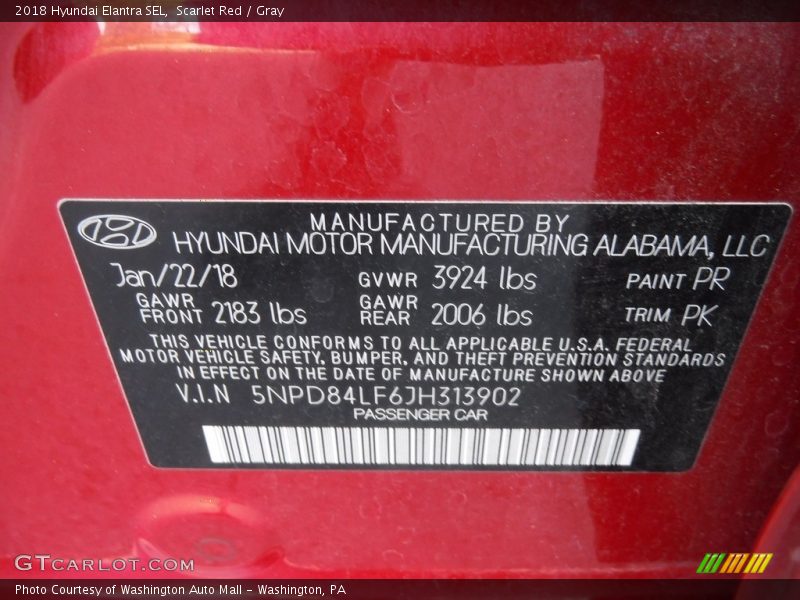 2018 Hyundai Elantra SEL, Scarlet Red / Gray
MANUFACTURED BY
HYUNDAI MOTOR MANUFACTURING ALABAMA, LLC
Jan/22/18 GVWR 3924 lbs PAINT PR
GAWR FRONT 2183 lbs GAWR REAR 2006 lbs TRIM PK
THIS VEHICLE CONFORMS TO ALL APPLICABLE U.S.A. FEDERAL
MOTOR VEHICLE SAFETY, BUMPER, AND THEFT PREVENTION STANDARDS
IN EFFECT ON THE DATE OF MANUFACTURE SHOWN ABOVE
V.I.N 5NPD84LF6JH313902
PASSENGER CAR
GTCARLOT.COM
Photo Courtesy of Washington Auto Mall - Washington, PA